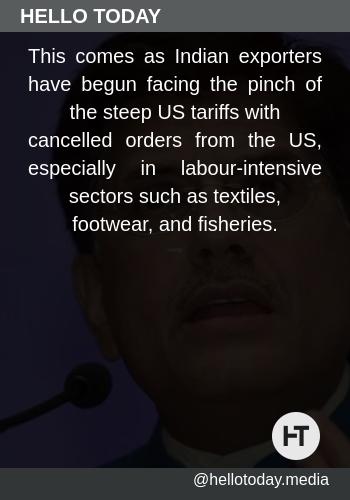 HELLO TODAY
This comes as Indian exporters
have begun facing the pinch of
the steep US tariffs with
cancelled orders from the US,
especially in labour-intensive
sectors such as textiles,
footwear, and fisheries.
HT
@hellotoday.media